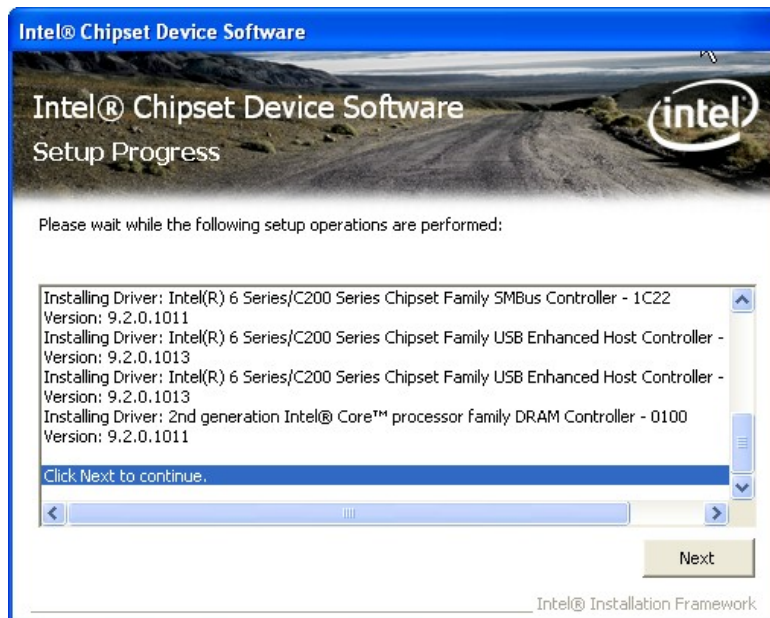 Intel® Chipset Device Software
Intel® Chipset Device Software
intel
Setup Progress
Please wait while the following setup operations are performed:
Installing Driver: Intel(R) 6 Series/C200 Series Chipset Family SMBus Controller - 1C22
Version: 9.2.0.1011
Installing Driver: Intel(R) 6 Series/C200 Series Chipset Family USB Enhanced Host Controller -
Version: 9.2.0.1013
Installing Driver: Intel(R) 6 Series/C200 Series Chipset Family USB Enhanced Host Controller -
Version: 9.2.0.1013
Installing Driver: 2nd generation Intel® Core™ processor family DRAM Controller - 0100
Version: 9.2.0.1011
Click Next to continue.
Next
Intel® Installation Framework